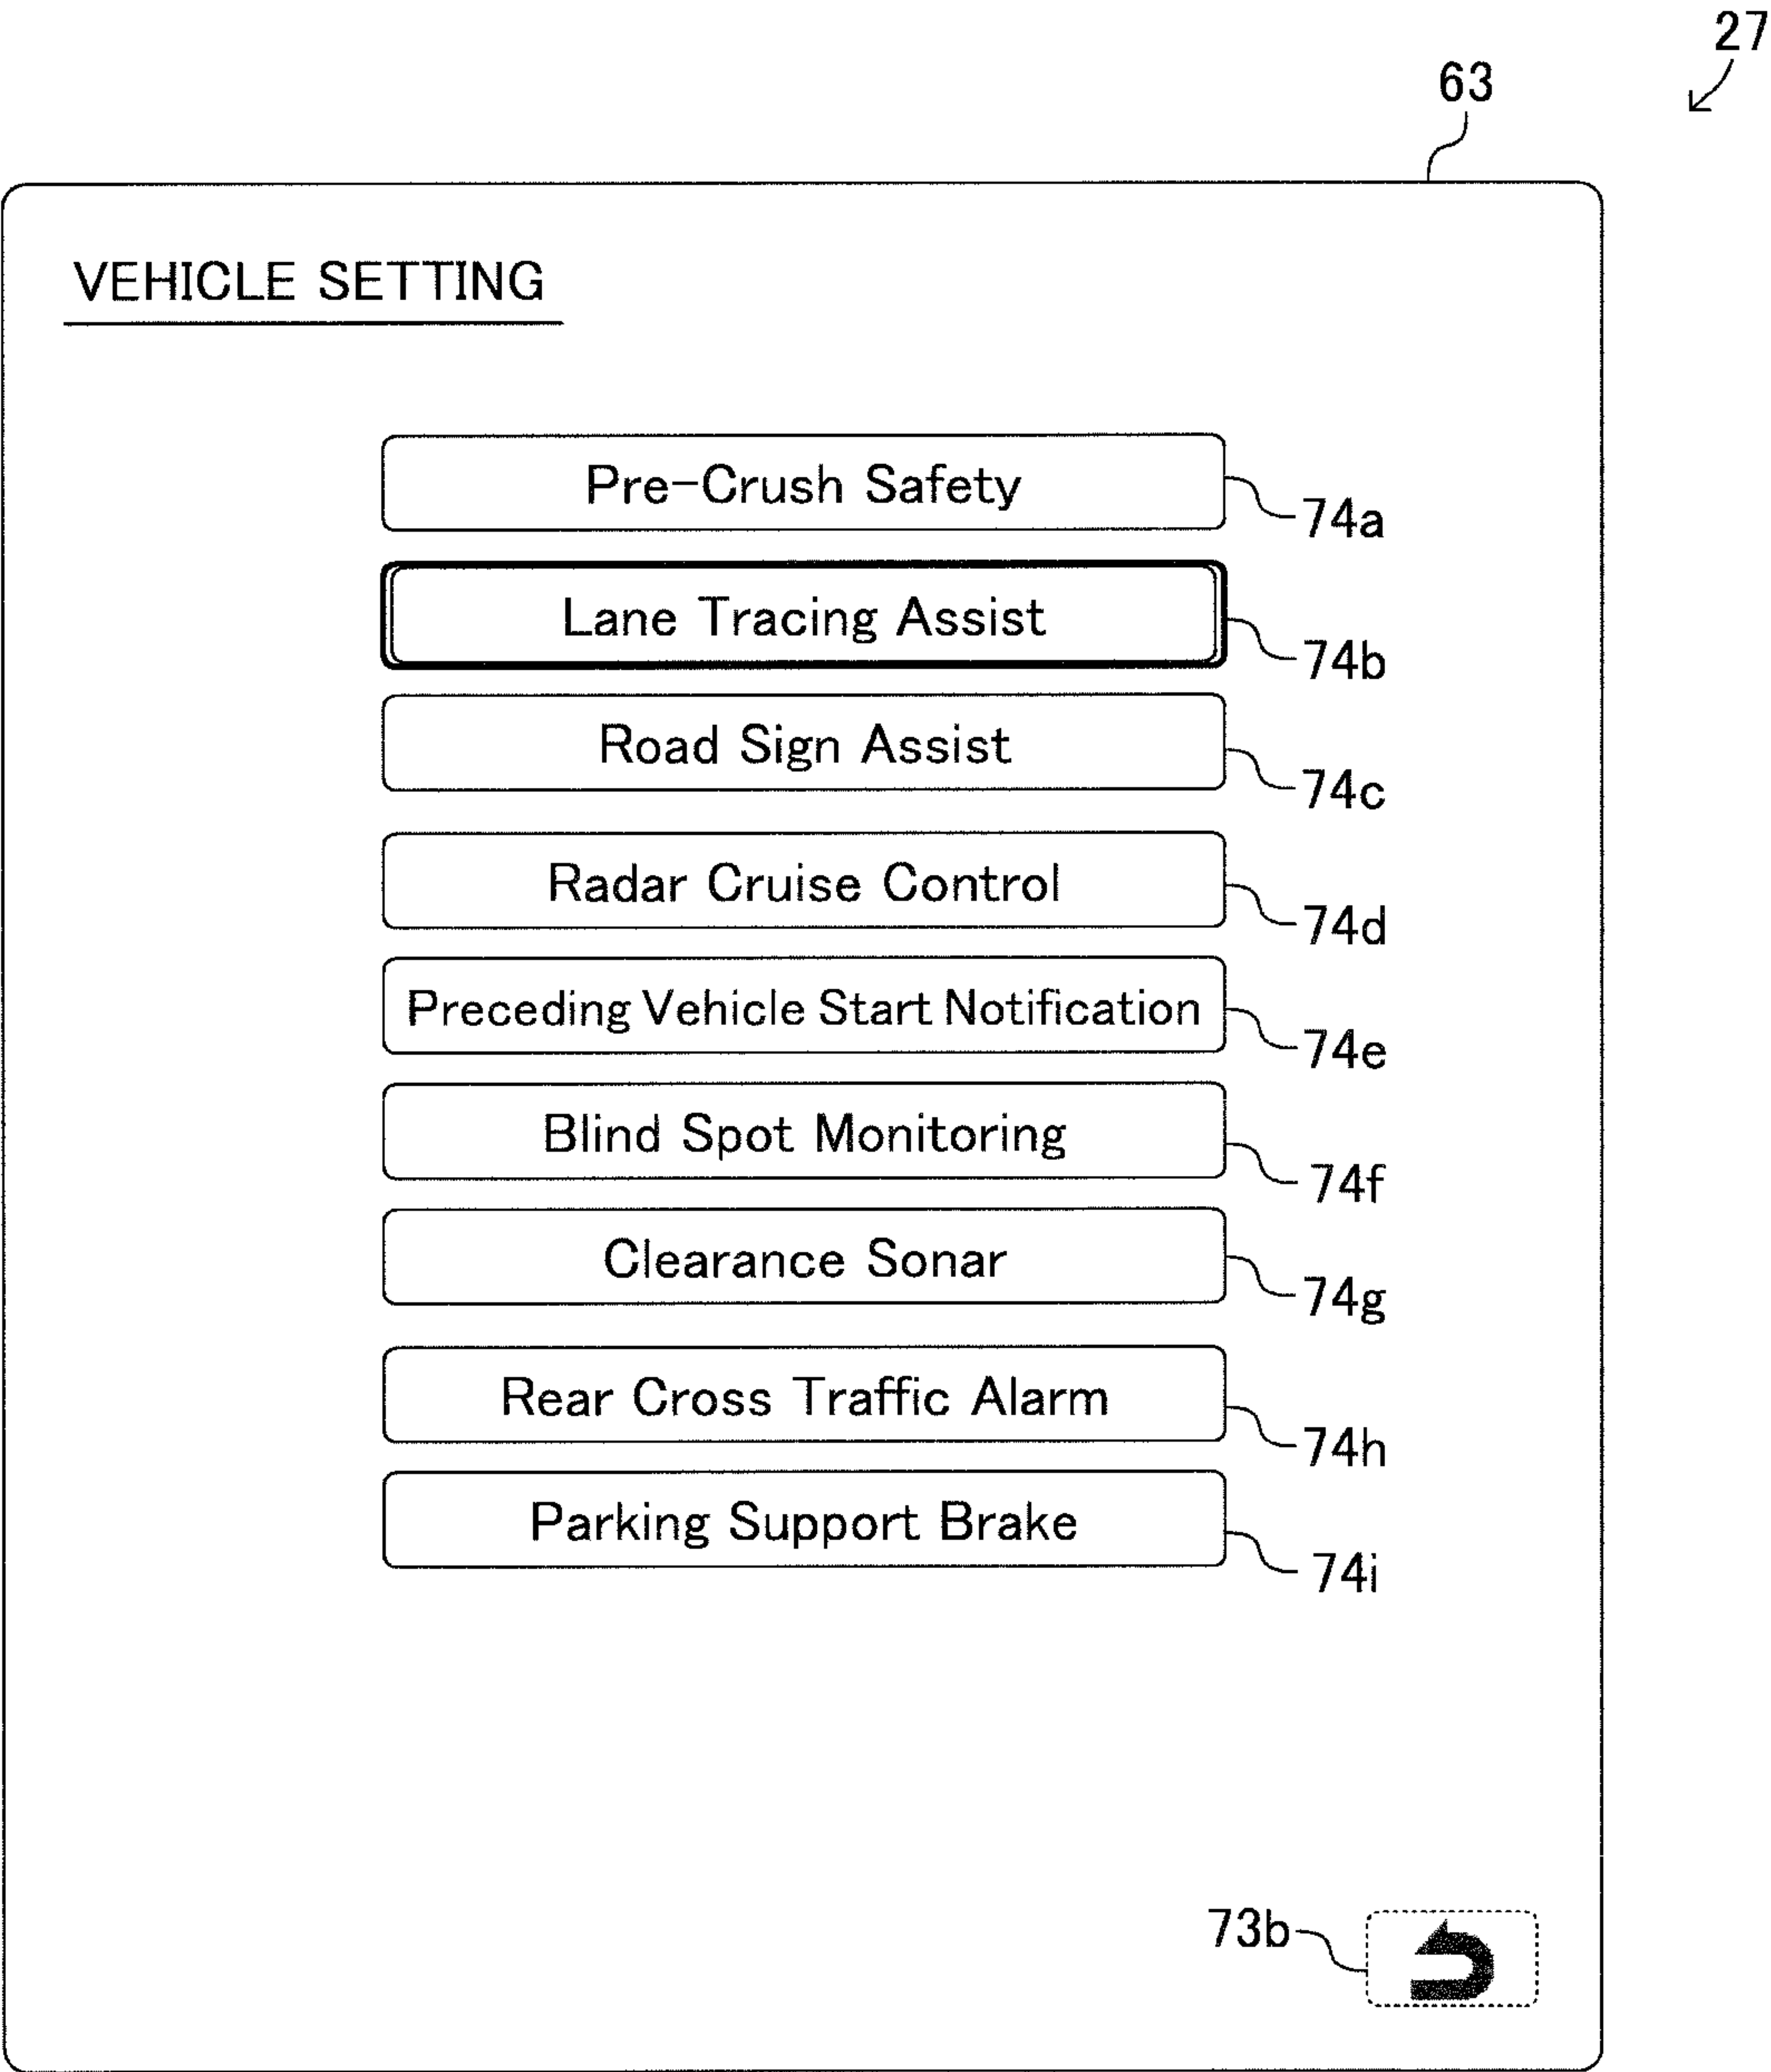 27
63
VEHICLE SETTING
Pre-Crush Safety
74a
Lane Tracing Assist
74b
Road Sign Assist
74c
Radar Cruise Control
74d
Preceding Vehicle Start Notification
74e
Blind Spot Monitoring
74f
Clearance Sonar
74g
Rear Cross Traffic Alarm
74h
Parking Support Brake
74i
73b